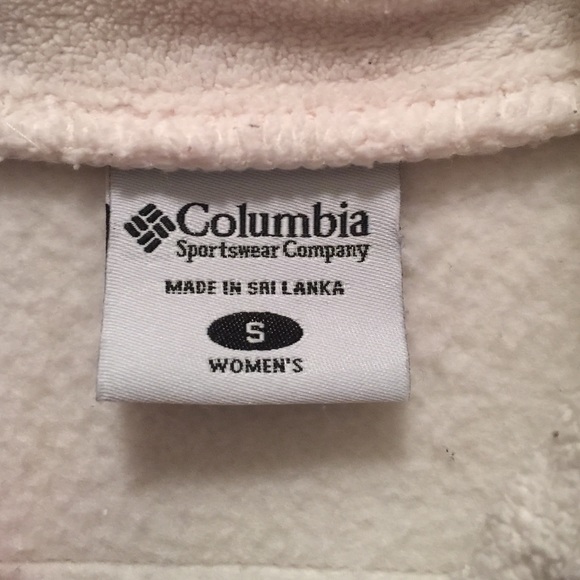 Columbia
Sportswear Company
MADE IN SRI LANKA
S
WOMEN'S